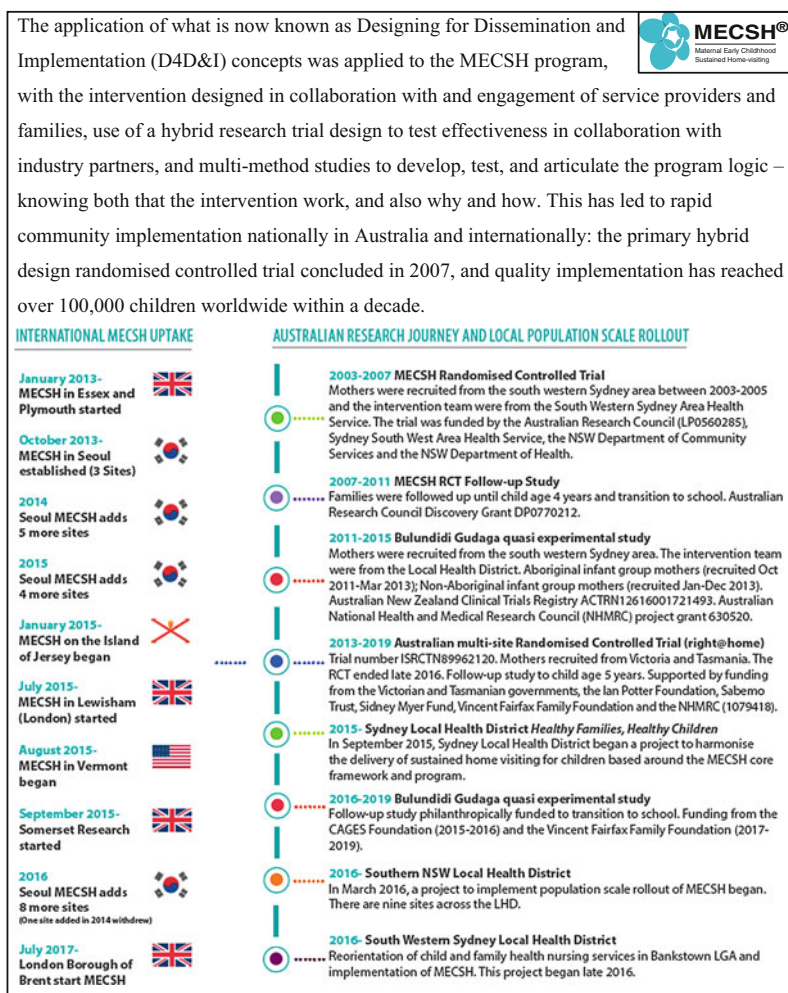 The application of what is now known as Designing for Dissemination and
Implementation (D4D&I) concepts was applied to the MECSH program,
MECSH®
Maternal Early Childhood
Sustained Home-visiting
with the intervention designed in collaboration with and engagement of service providers and
families, use of a hybrid research trial design to test effectiveness in collaboration with
industry partners, and multi-method studies to develop, test, and articulate the program logic –
knowing both that the intervention work, and also why and how. This has led to rapid
community implementation nationally in Australia and internationally: the primary hybrid
design randomised controlled trial concluded in 2007, and quality implementation has reached
over 100,000 children worldwide within a decade.
INTERNATIONAL MECSH UPTAKE
January 2013-
MECSH in Essex and
Plymouth started
October 2013-
MECSH in Seoul
established (3 Sites)
2014
Seoul MECSH adds
5 more sites
2015
Seoul MECSH adds
4 more sites
January 2015-
MECSH on the Island
of Jersey began
July 2015-
MECSH in Lewisham
(London) started
August 2015-
MECSH in Vermont
began
September 2015-
Somerset Research
started
2016
Seoul MECSH adds
8 more sites
(One site added in 2014 withdrew)
July 2017-
London Borough of
Brent start MECSH
AUSTRALIAN RESEARCH JOURNEY AND LOCAL POPULATION SCALE ROLLOUT
2003-2007 MECSH Randomised Controlled Trial
Mothers were recruited from the south western Sydney area between 2003-2005
and the intervention team were from the South Western Sydney Area Health
Service. The trial was funded by the Australian Research Council (LP0560285),
Sydney South West Area Health Service, the NSW Department of Community
Services and the NSW Department of Health.
2007-2011 MECSH RCT Follow-up Study
Families were followed up until child age 4 years and transition to school. Australian
Research Council Discovery Grant DP0770212.
2011-2015 Bulundidi Gudaga quasi experimental study
Mothers were recruited from the south western Sydney area. The intervention team
were from the Local Health District. Aboriginal infant group mothers (recruited Oct
2011-Mar 2013); Non-Aboriginal infant group mothers (recruited Jan-Dec 2013).
Australian New Zealand Clinical Trials Registry ACTRN12616001721493. Australian
National Health and Medical Research Council (NHMRC) project grant 630520.
2013-2019 Australian multi-site Randomised Controlled Trial (right@home)
Trial number ISRCTN89962120. Mothers recruited from Victoria and Tasmania. The
RCT ended late 2016. Follow-up study to child age 5 years. Supported by funding
from the Victorian and Tasmanian governments, the Ian Potter Foundation, Sabemo
Trust, Sidney Myer Fund, Vincent Fairfax Family Foundation and the NHMRC (1079418).
2015- Sydney Local Health District Healthy Families, Healthy Children
In September 2015, Sydney Local Health District began a project to harmonise
the delivery of sustained home visiting for children based around the MECSH core
framework and program.
2016-2019 Bulundidi Gudaga quasi experimental study
Follow-up study philanthropically funded to transition to school. Funding from the
CAGES Foundation (2015-2016) and the Vincent Fairfax Family Foundation (2017-
2019).
2016- Southern NSW Local Health District
In March 2016, a project to implement population scale rollout of MECSH began.
There are nine sites across the LHD.
2016- South Western Sydney Local Health District
Reorientation of child and family health nursing services in Bankstown LGA and
implementation of MECSH. This project began late 2016.